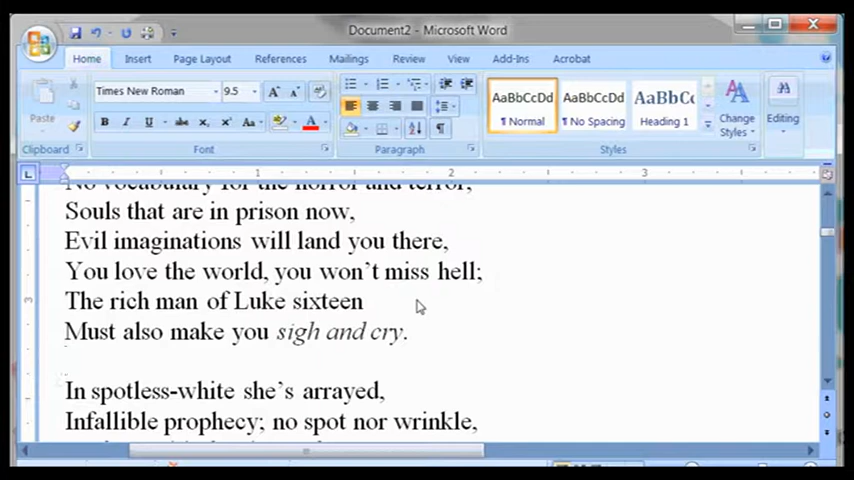 Document2 - Microsoft Word
Home Insert Page Layout References Mailings Review View Add-Ins Acrobat
Times New Roman 9.5
Paste
AaBbCcDd AaBbCcDd AaBbCc
¶ Normal ¶ No Spacing Heading 1
Change Styles
Editing
Clipboard Font Paragraph Styles
1 2 3
No vocabulary for the horror and terror;
Souls that are in prison now,
Evil imaginations will land you there,
You love the world, you won't miss hell;
The rich man of Luke sixteen
Must also make you sigh and cry.
In spotless-white she's arrayed,
Infallible prophecy; no spot nor wrinkle,